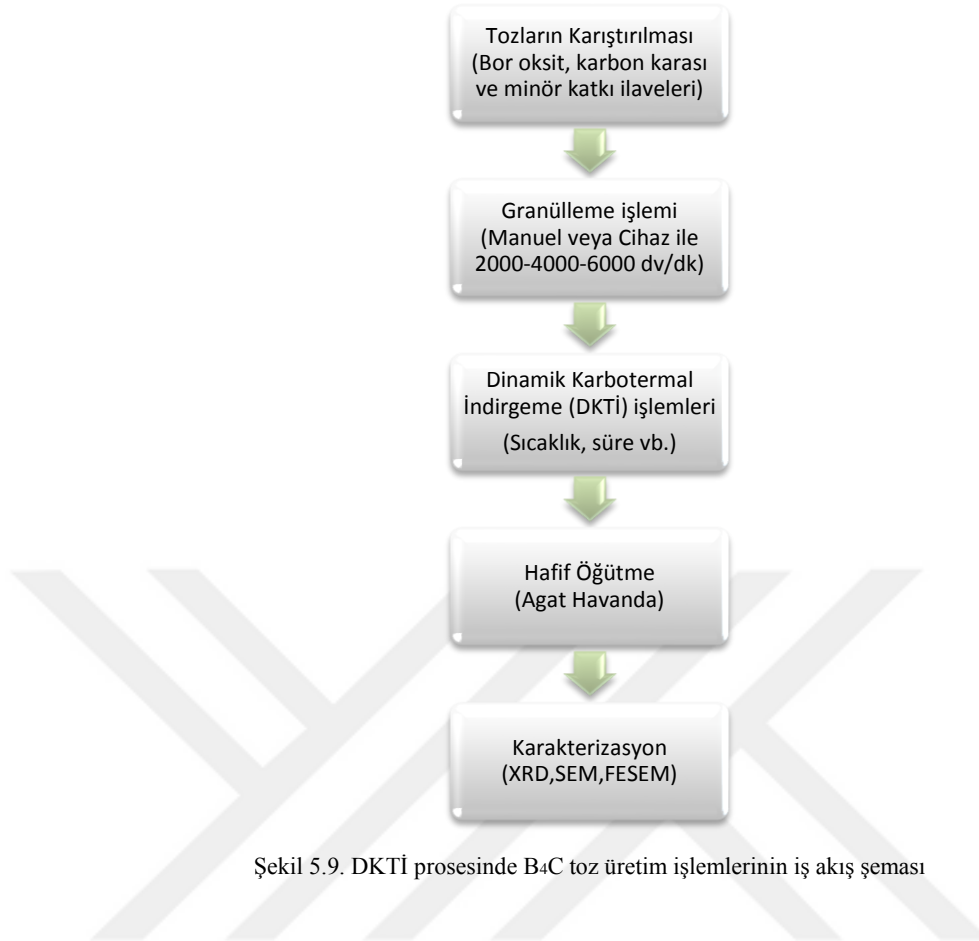 Tozların Karıştırılması
(Bor oksit, karbon karası
ve minör katkı ilaveleri)
Granülleme işlemi
(Manuel veya Cihaz ile
2000-4000-6000 dv/dk)
Dinamik Karbotermal
İndirgeme (DKTİ) işlemleri
(Sıcaklık, süre vb.)
Hafif Öğütme
(Agat Havanda)
Karakterizasyon
(XRD,SEM,FESEM)
Şekil 5.9. DKTİ prosesinde B₄C toz üretim işlemlerinin iş akış şeması